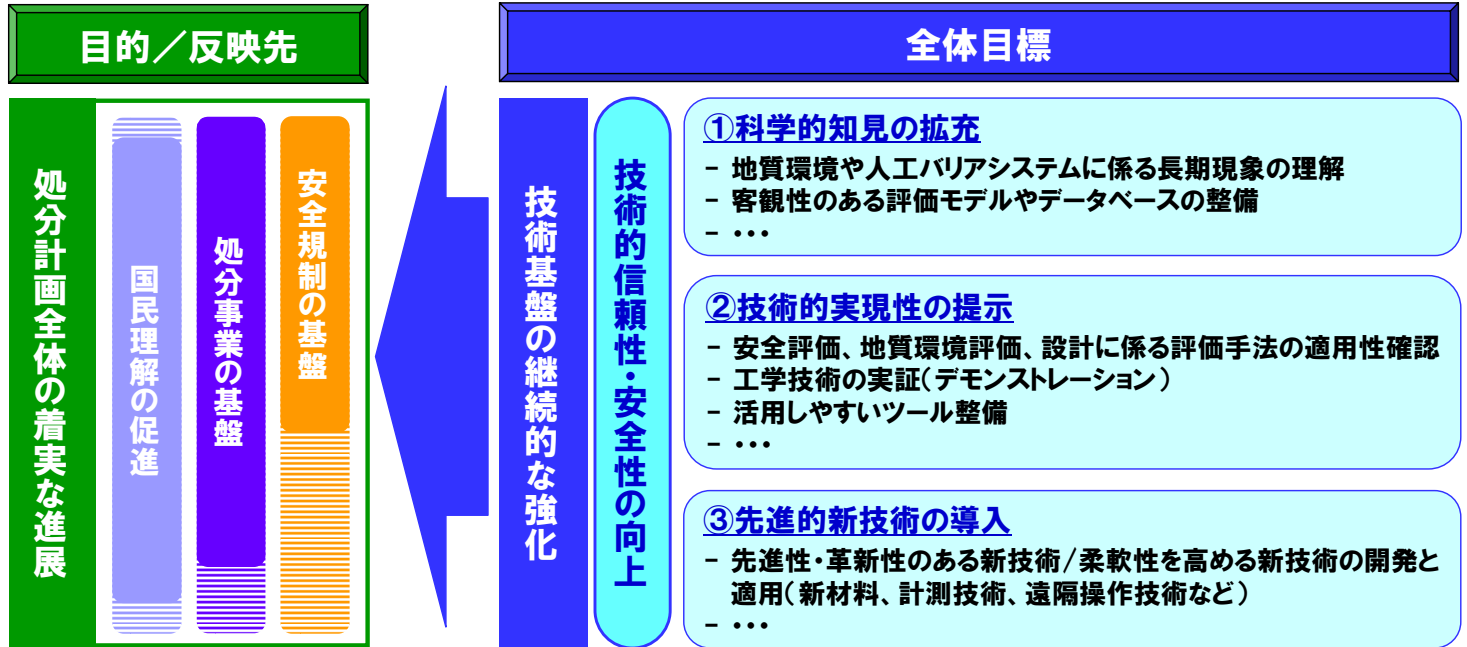 目的／反映先
処分計画全体の着実な進展
国民理解の促進
処分事業の基盤
安全規制の基盤
全体目標
技術基盤の継続的な強化
技術的信頼性・安全性の向上
①科学的知見の拡充
- 地質環境や人工バリアシステムに係る長期現象の理解
- 客観性のある評価モデルやデータベースの整備
- ･･･
②技術的実現性の提示
- 安全評価、地質環境評価、設計に係る評価手法の適用性確認
- 工学技術の実証（デモンストレーション）
- 活用しやすいツール整備
- ･･･
③先進的新技術の導入
- 先進性・革新性のある新技術/柔軟性を高める新技術の開発と
適用（新材料、計測技術、遠隔操作技術など）
- ･･･